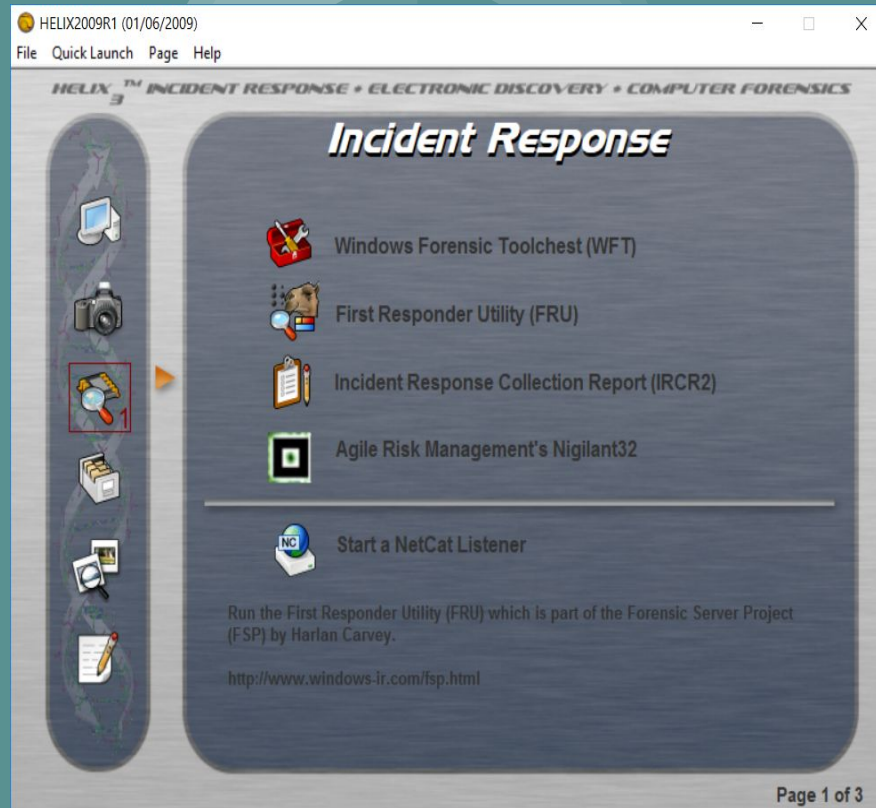 HELIX2009R1 (01/06/2009)
File Quick Launch Page Help
HELIX 3 ™ INCIDENT RESPONSE • ELECTRONIC DISCOVERY • COMPUTER FORENSICS
Incident Response
Windows Forensic Toolchest (WFT)
First Responder Utility (FRU)
1
Incident Response Collection Report (IRCR2)
Agile Risk Management's Nigilant32
NC
Start a NetCat Listener
Run the First Responder Utility (FRU) which is part of the Forensic Server Project
(FSP) by Harlan Carvey.
http://www.windows-ir.com/fsp.html
Page 1 of 3